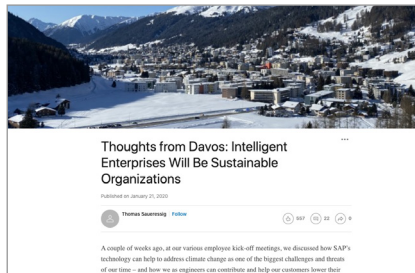 Thoughts from Davos: Intelligent
Enterprises Will Be Sustainable
Organizations
Published on January 21, 2020
Thomas Saueressig Follow
557 22 0
A couple of weeks ago, at our various employee kick-off meetings, we discussed how SAP's
technology can help to address climate change as one of the biggest challenges and threats
of our time – and how we as engineers can contribute and help our customers lower their